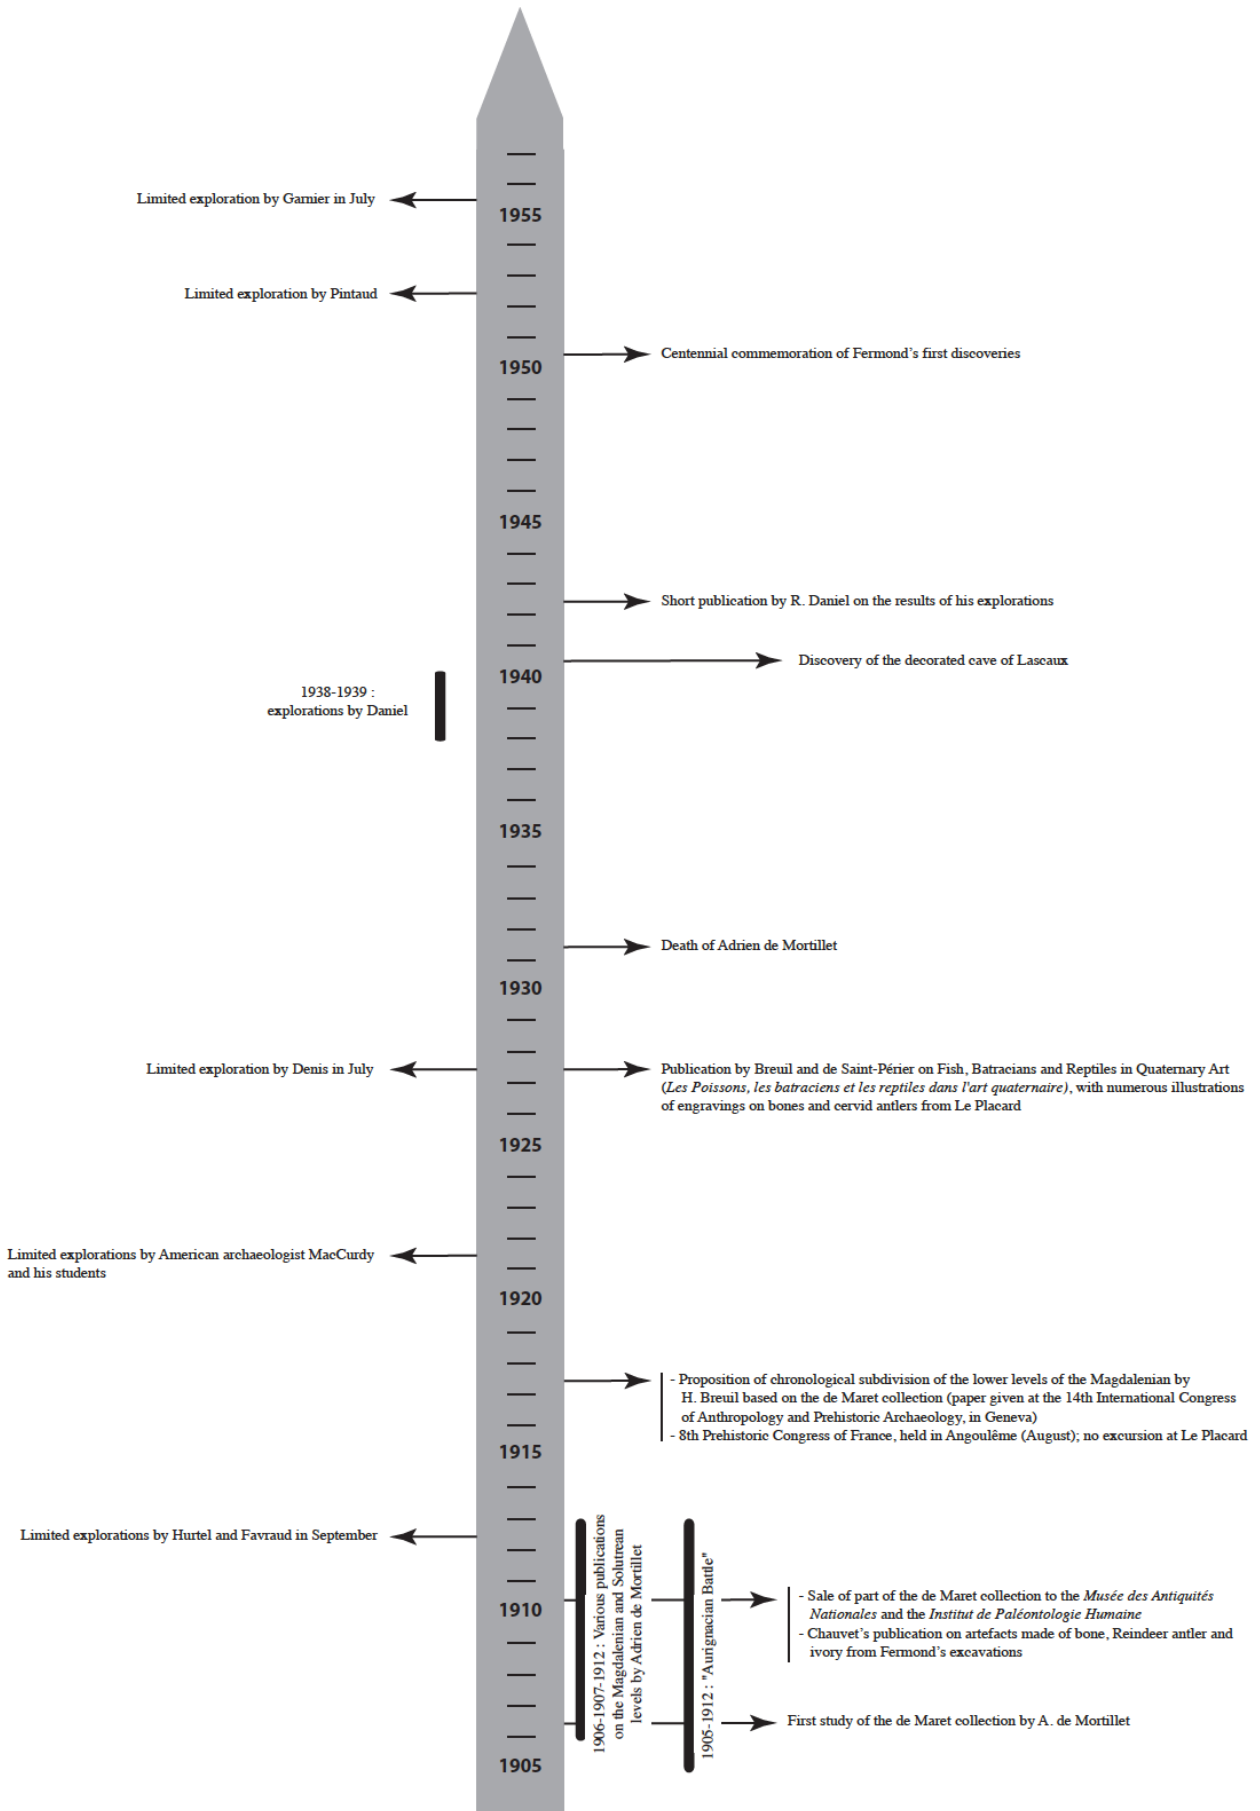 Limited exploration by Garnier in July
1955
Limited exploration by Pintaud
Centennial commemoration of Fermond’s first discoveries
1950
1945
Short publication by R. Daniel on the results of his explorations
Discovery of the decorated cave of Lascaux
1940
1938-1939 :
explorations by Daniel
1935
Death of Adrien de Mortillet
1930
Limited exploration by Denis in July
Publication by Breuil and de Saint-Périer on Fish, Batracians and Reptiles in Quaternary Art
(Les Poissons, les batraciens et les reptiles dans l'art quaternaire), with numerous illustrations
of engravings on bones and cervid antlers from Le Placard
1925
Limited explorations by American archaeologist MacCurdy
and his students
1920
- Proposition of chronological subdivision of the lower levels of the Magdalenian by
H. Breuil based on the de Maret collection (paper given at the 14th International Congress
of Anthropology and Prehistoric Archaeology, in Geneva)
- 8th Prehistoric Congress of France, held in Angoulême (August); no excursion at Le Placard
1915
Limited explorations by Hurtel and Favraud in September
1906-1907-1912 : Various publications
on the Magdalenian and Solutrean
levels by Adrien de Mortillet
1905-1912 : "Aurignacian Battle"
- Sale of part of the de Maret collection to the Musée des Antiquités
Nationales and the Institut de Paléontologie Humaine
- Chauvet’s publication on artefacts made of bone, Reindeer antler and
ivory from Fermond’s excavations
1910
First study of the de Maret collection by A. de Mortillet
1905